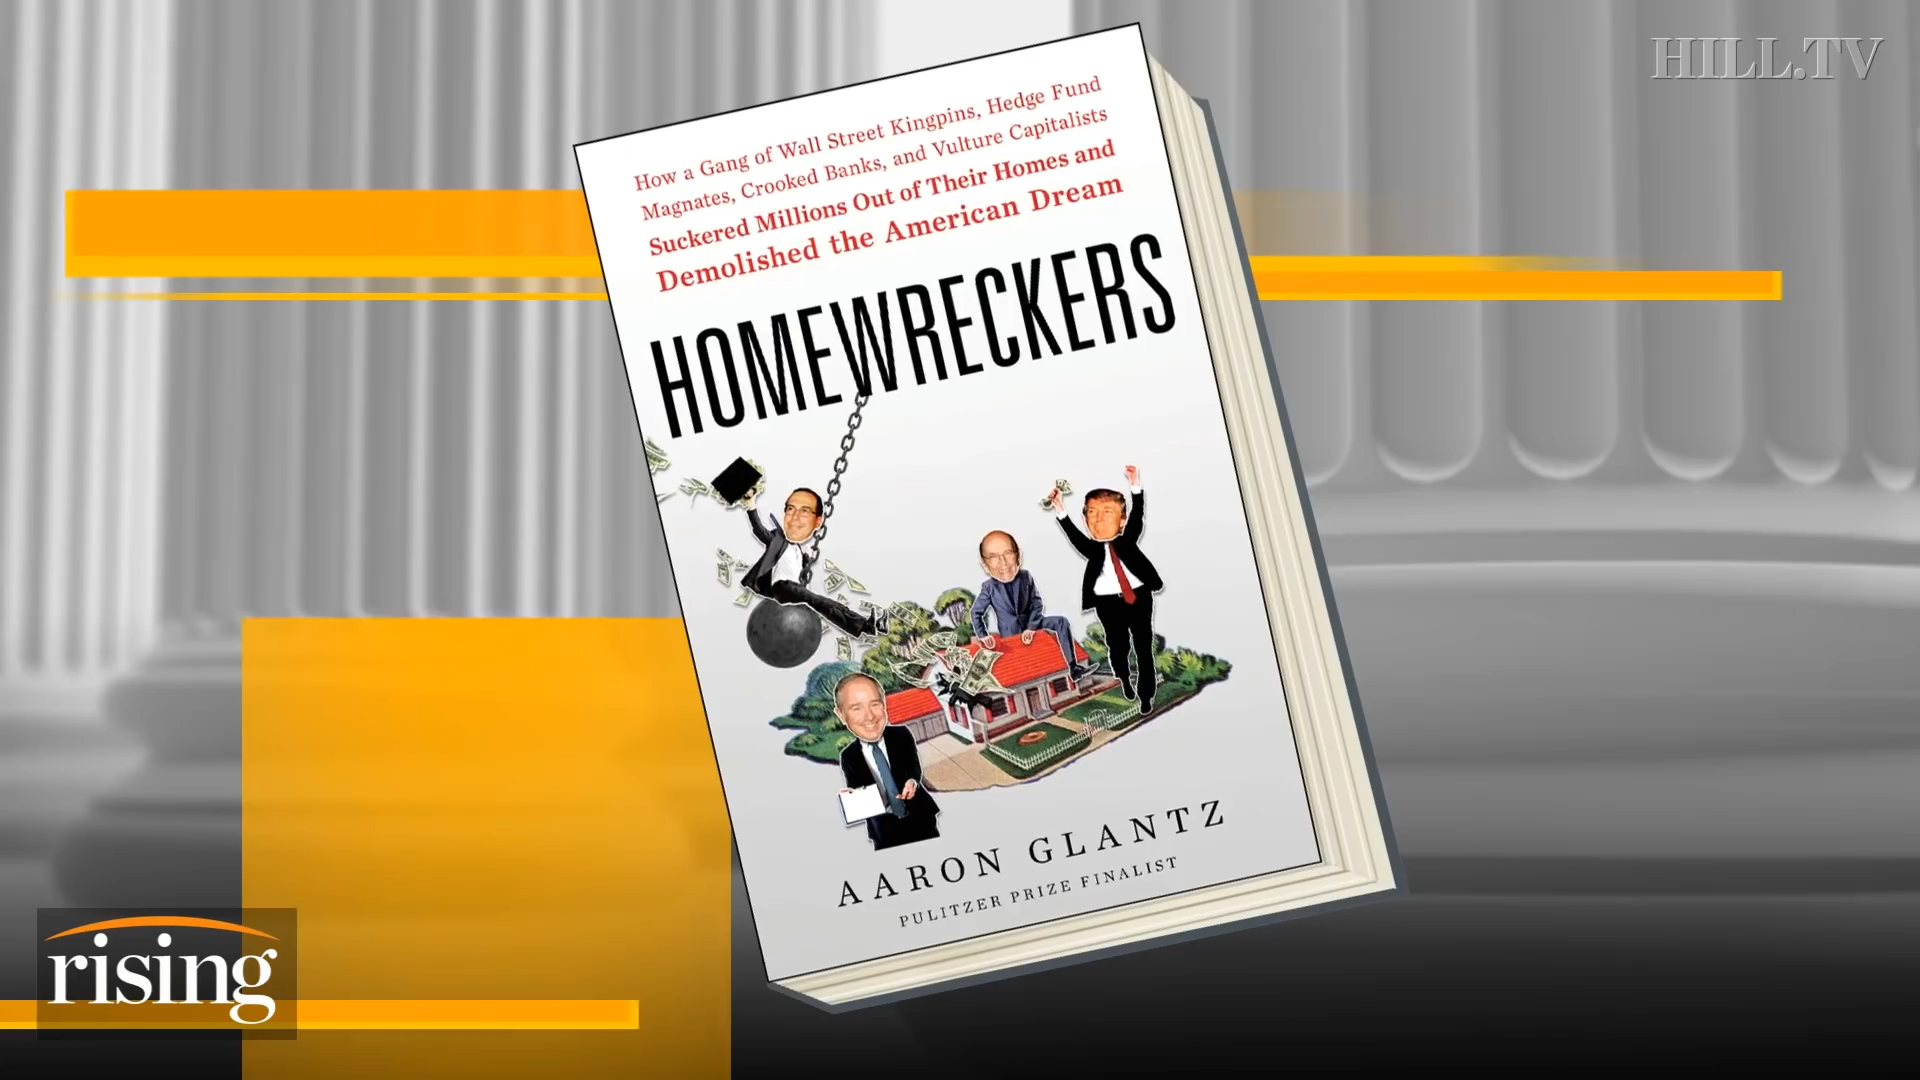 HILL.TV
How a Gang of Wall Street Kingpins, Hedge Fund
Magnates, Crooked Banks, and Vulture Capitalists
Suckered Millions Out of Their Homes and
Demolished the American Dream
HOMEWRECKERS
AARON GLANTZ
PULITZER PRIZE FINALIST
rising